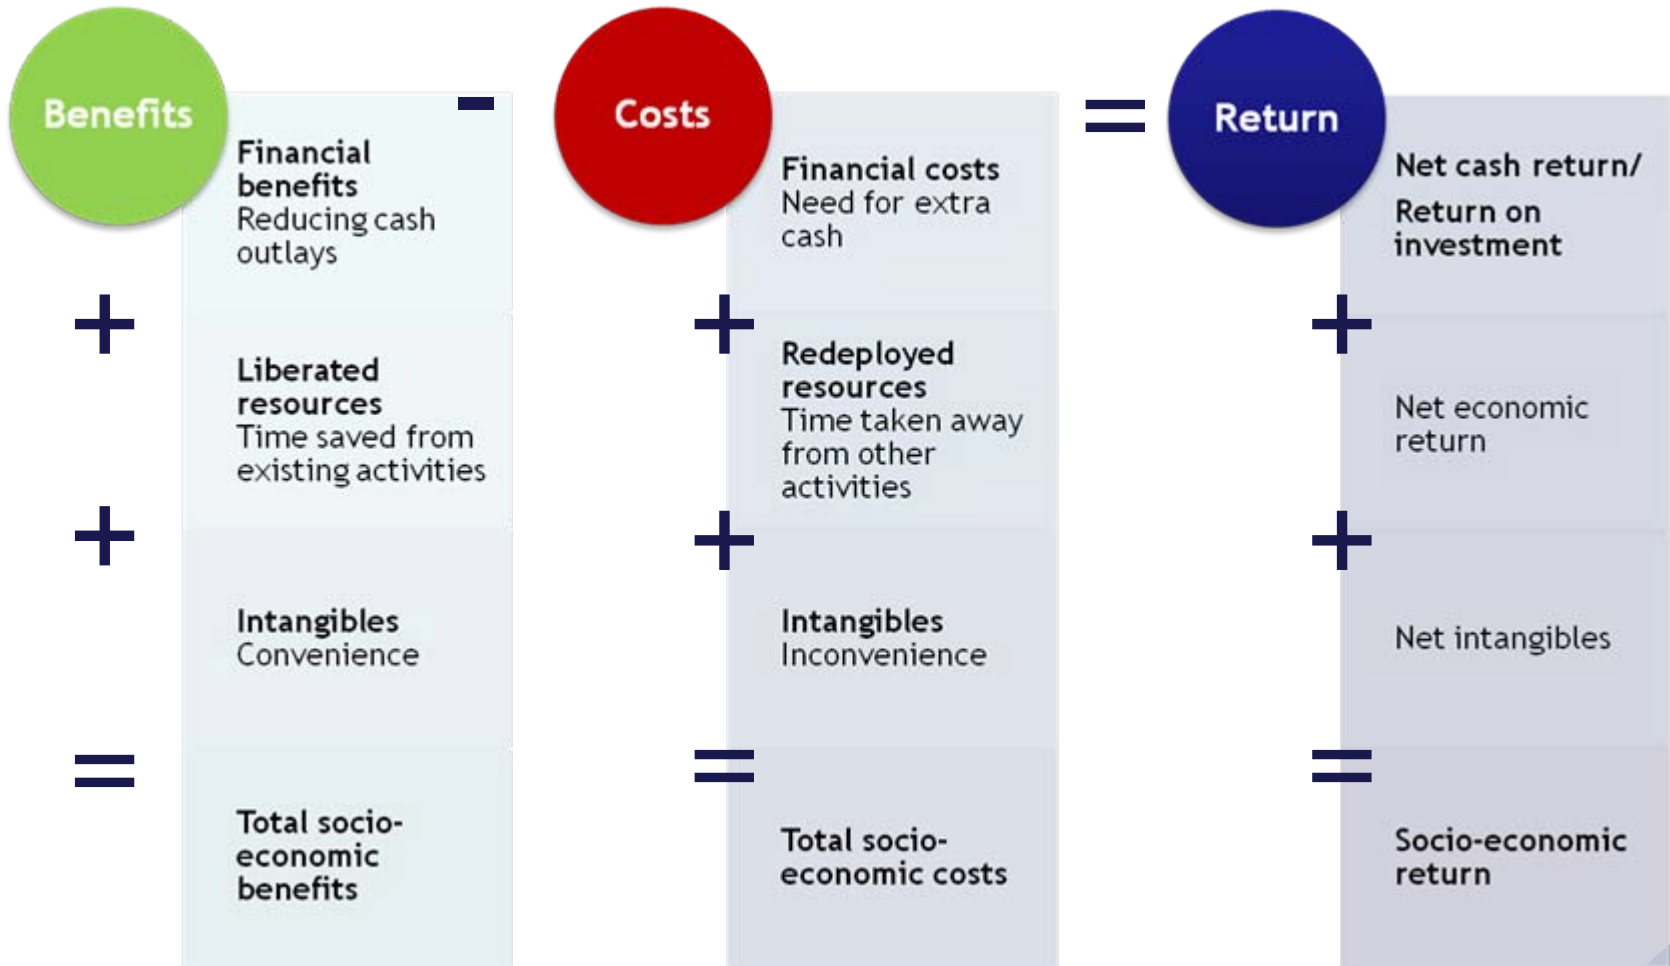 Benefits
-
Financial
benefits
Reducing cash
outlays
+
Liberated
resources
Time saved from
existing activities
+
Intangibles
Convenience
=
Total socio-
economic
benefits
Costs
=
Financial costs
Need for extra
cash
+
Redeployed
resources
Time taken away
from other
activities
+
Intangibles
Inconvenience
=
Total socio-
economic costs
Return
Net cash return/
Return on
investment
+
Net economic
return
+
Net intangibles
=
Socio-economic
return